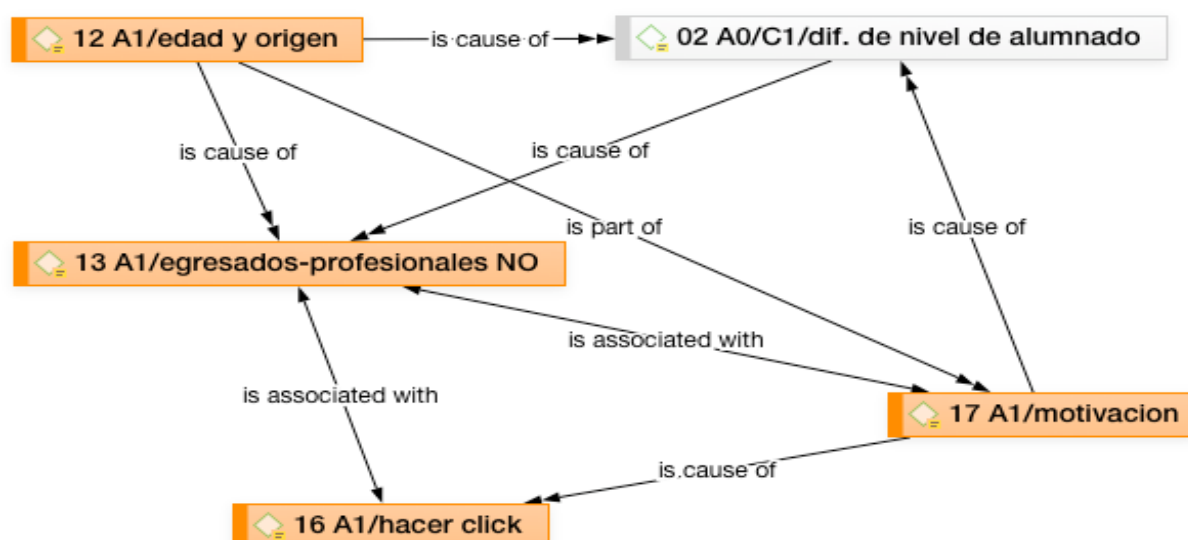 12 A1/edad y origen
is cause of
02 A0/C1/dif. de nivel de alumnado
is cause of
is cause of
is part of
is cause of
13 A1/egresados-profesionales NO
is associated with
is associated with
17 A1/motivacion
is cause of
16 A1/hacer click